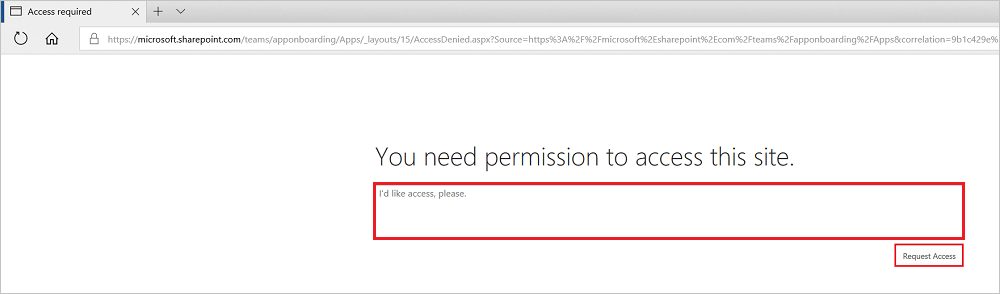 Access required
https://microsoft.sharepoint.com/teams/apponboarding/Apps/_layouts/15/AccessDenied.aspx?Source=https%3A%2F%2Fmicrosoft%2Esharepoint%2Ecom%2Fteams%2Fapponboarding%2FApps&correlation=9b1c429e%
You need permission to access this site.
I'd like access, please.
Request Access